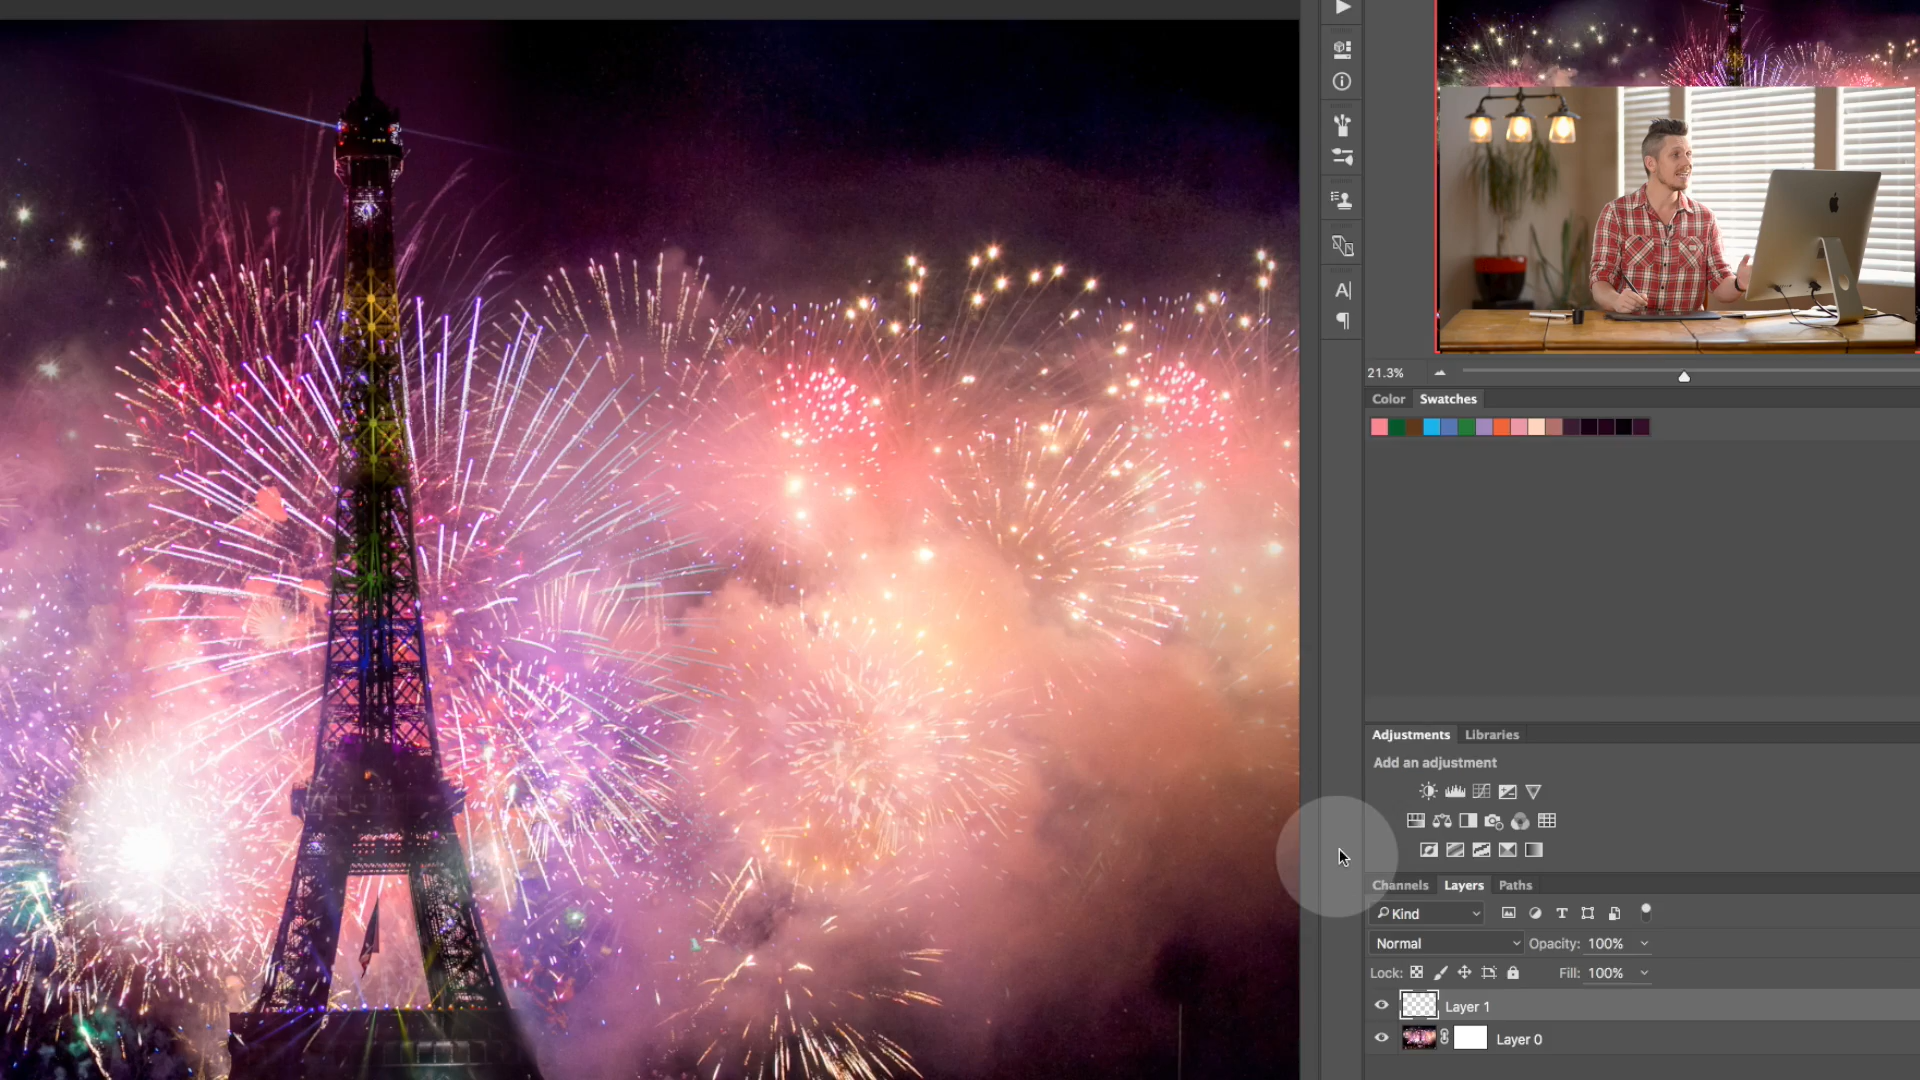 21.3%
Color Swatches
Adjustments Libraries
Add an adjustment
Channels Layers Paths
Kind
Normal Opacity: 100%
Lock: Fill: 100%
Layer 1
Layer 0